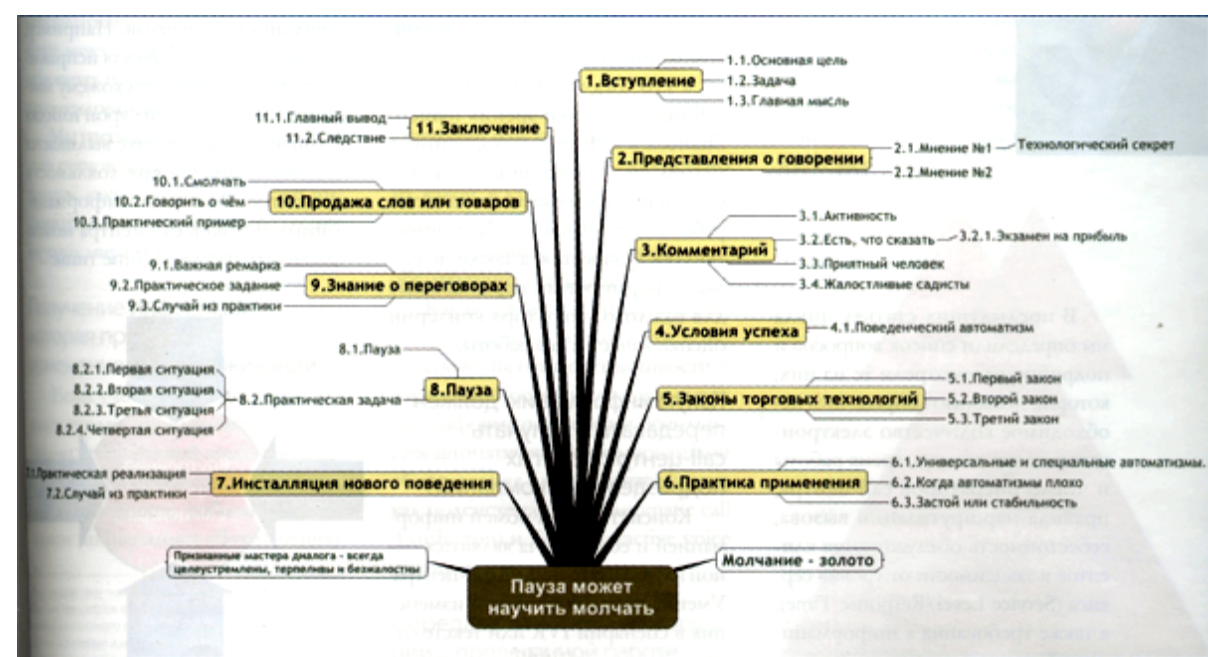 1.Вступление
1.1.Основная цель
1.2.Задача
1.3.Главная мысль
2.Представления о говорении
2.1.Мнение №1
Технологический секрет
2.2.Мнение №2
3.Комментарий
3.1.Активность
3.2.Есть, что сказать
3.2.1.Экзамен на прибыль
3.3.Приятный человек
3.4.Жалостливые садисты
4.Условия успеха
4.1.Поведенческий автоматизм
5.Законы торговых технологий
5.1.Первый закон
5.2.Второй закон
5.3.Третий закон
6.Практика применения
6.1.Универсальные и специальные автоматизмы.
6.2.Когда автоматизмы плохо
6.3.Застой или стабильность
7.Инсталляция нового поведения
Практическая реализация
7.2.Случай из практики
8.Пауза
8.1.Пауза
8.2.Практическая задача
8.2.1.Первая ситуация
8.2.2.Вторая ситуация
8.2.3.Третья ситуация
8.2.4.Четвертая ситуация
9.Знание о переговорах
9.1.Важная ремарка
9.2.Практическое задание
9.3.Случай из практики
10.Продажа слов или товаров
10.1.Смолчать
10.2.Говорить о чём
10.3.Практический пример
11.Заключение
11.1.Главный вывод
11.2.Следствие
Признанные мастера диалога - всегда
целеустремлены, терпеливы и безжалостны
Молчание - золото
Пауза может
научить молчать